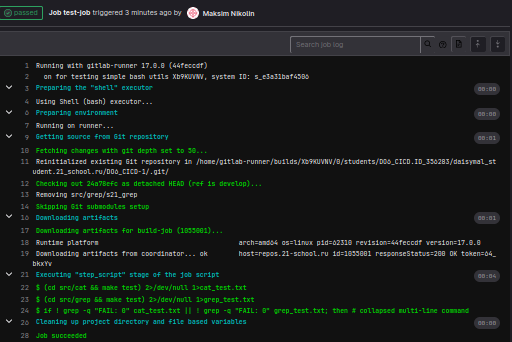 passed Job test-job triggered 3 minutes ago by Maksim Nikolin
Search job log
1 Running with gitlab-runner 17.0.0 (44feccdf)
2 on for testing simple bash utils Xb9KUVNV, system ID: s_e3a31baf4506
3 Preparing the "shell" executor 00:00
4 Using Shell (bash) executor...
6 Preparing environment 00:00
7 Running on runner...
9 Getting source from Git repository 00:01
10 Fetching changes with git depth set to 50...
11 Reinitialized existing Git repository in /home/gitlab-runner/builds/Xb9KUVNV/0/students/DO6_CICD.ID_356283/daisymal_st
udent.21_school.ru/DO6_CICD-1/.git/
12 Checking out 24a78efc as detached HEAD (ref is develop)...
13 Removing src/grep/s21_grep
14 Skipping Git submodules setup
16 Downloading artifacts 00:01
17 Downloading artifacts for build-job (1055001)...
18 Runtime platform arch=amd64 os=linux pid=62310 revision=44feccdf version=17.0.0
19 Downloading artifacts from coordinator... ok host=repos.21-school.ru id=1055001 responseStatus=200 OK token=64_
bkxYv
21 Executing "step_script" stage of the job script 00:04
22 $ (cd src/cat && make test) 2>/dev/null 1>cat_test.txt
23 $ (cd src/grep && make test) 2>/dev/null 1>grep_test.txt
24 $ if ! grep -q "FAIL: 0" cat_test.txt || ! grep -q "FAIL: 0" grep_test.txt; then # collapsed multi-line command
26 Cleaning up project directory and file based variables 00:00
28 Job succeeded